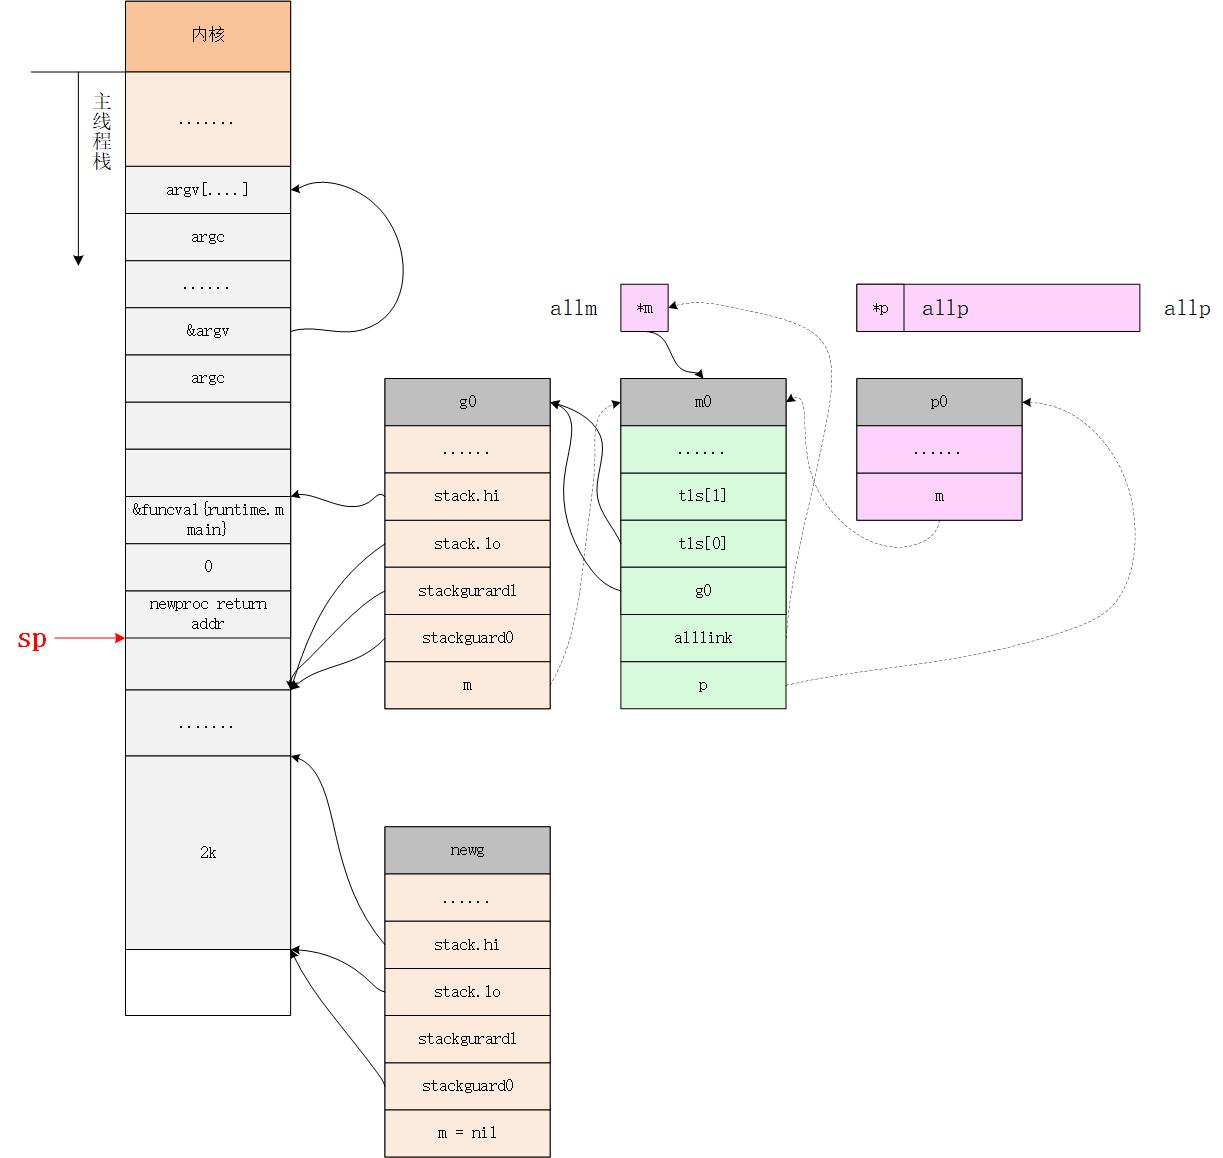 内核
主线程栈
.......
argv[....]
argc
......
&argv
argc
&funcval{runtime.m
main}
0
newproc return
addr
sp
.......
2k
g0
......
stack.hi
stack.lo
stackgurard1
stackguard0
m
allm
*m
m0
......
tls[1]
tls[0]
g0
alllink
p
*p
allp
allp
p0
......
m
newg
......
stack.hi
stack.lo
stackgurard1
stackguard0
m = nil